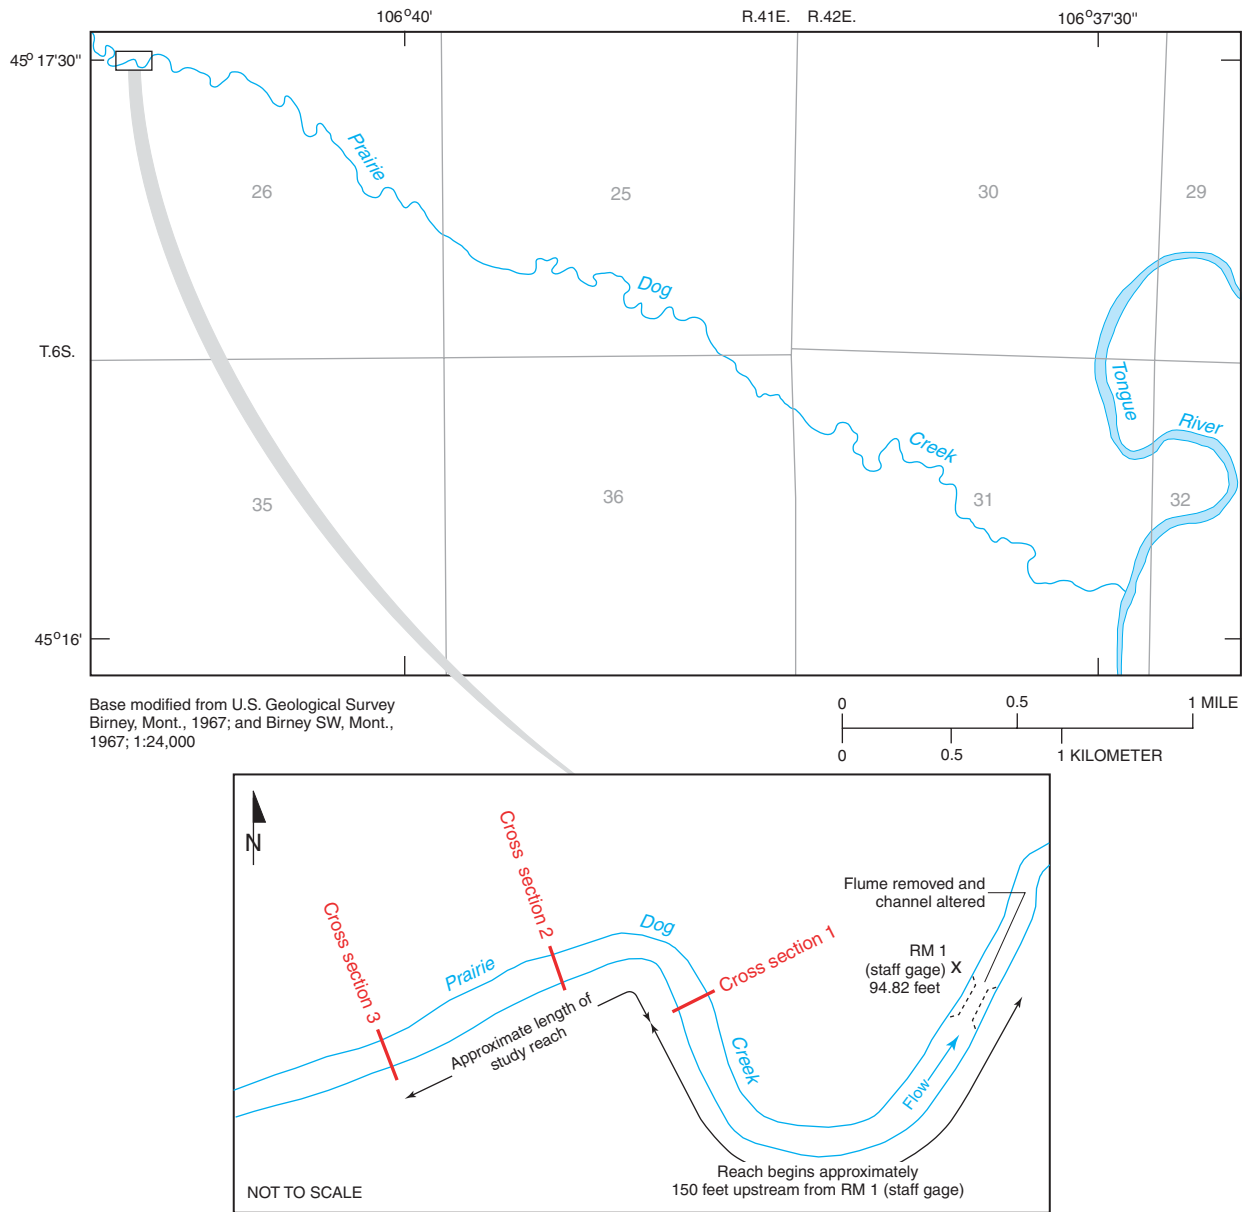 106°40'
R.41E. R.42E.
106°37'30"
45° 17'30"
Prairie
26
25
30
29
Dog
T.6S.
Tongue
River
Creek
35
36
31
32
45°16'
Base modified from U.S. Geological Survey
Birney, Mont., 1967; and Birney SW, Mont.,
1967; 1:24,000
0 0.5 1 MILE
0 0.5 1 KILOMETER
N
Cross section 3
Cross section 2
Cross section 1
Prairie
Dog
Creek
Flume removed and
channel altered
RM 1
(staff gage) X
94.82 feet
Approximate length of
study reach
Flow
Reach begins approximately
150 feet upstream from RM 1 (staff gage)
NOT TO SCALE